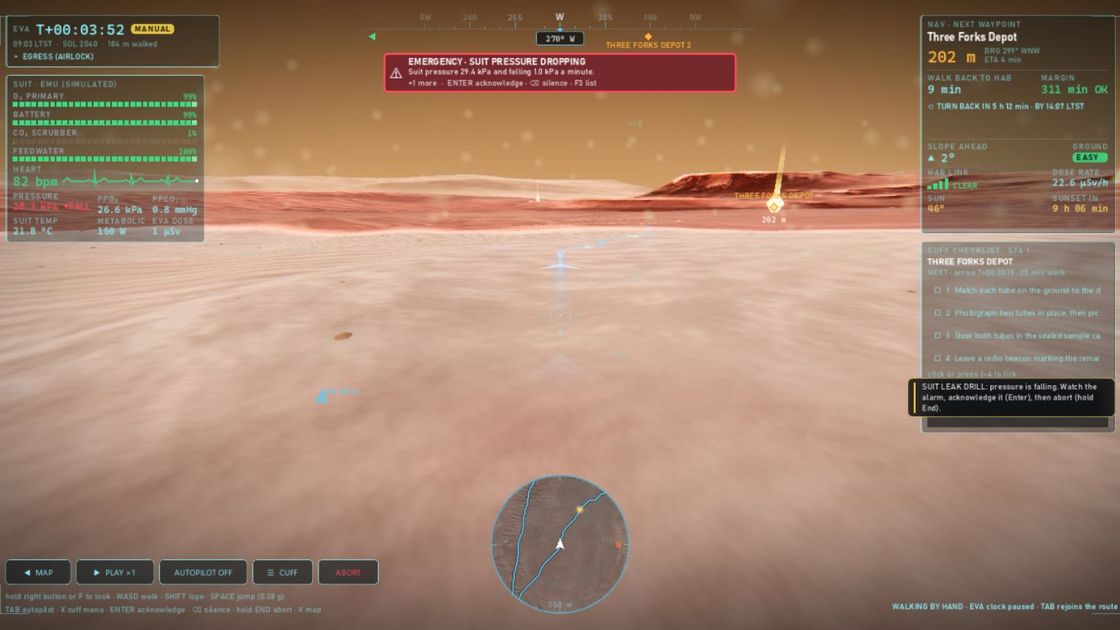 EVA T+00:03:52 MANUAL
09:03 LTST · SOL 2040 · 184 m walked
• EGRESS (AIRLOCK)
SUIT · EMU (SIMULATED)
O₂ PRIMARY 99%
BATTERY 99%
CO₂ SCRUBBER 1%
FEEDWATER 100%
HEART
82 bpm
PRESSURE PPO₂ PPCO₂
26.6 kPa 0.8 mmHg
SUIT TEMP METABOLIC EVA DOSE
21.8 °C 150 W 1 µSv
SW 240 255 W 285 300 NW
270° W
THREE FORKS DEPOT 2
EMERGENCY · SUIT PRESSURE DROPPING
Suit pressure 29.4 kPa and falling 1.0 kPa a minute.
+1 more · ENTER acknowledge · ⌫ silence · F3 list
THREE FORKS DEPOT
202 m
NAV · NEXT WAYPOINT
Three Forks Depot
202 m BRG 299° WNW
ETA 4 min
WALK BACK TO HAB MARGIN
9 min 311 min OK
⟲ TURN BACK IN 5 h 12 min · BY 14:07 LTST
SLOPE AHEAD GROUND
▲ 2° EASY
HAB LINK DOSE RATE
CLEAR 22.6 µSv/h
SUN SUNSET IN
46° 9 h 06 min
CUFF CHECKLIST · STA 1
THREE FORKS DEPOT
NEXT · arrive T+00:20:19 · 25 min work
1 Match each tube on the ground to the d
2 Photograph two tubes in place, then pic
3 Stow both tubes in the sealed sample ca
4 Leave a radio beacon marking the remai
click or press 1-4 to tick
SUIT LEAK DRILL: pressure is falling. Watch the
alarm, acknowledge it (Enter), then abort (hold
End).
350 m
◀ MAP
▶ PLAY ×1
AUTOPILOT OFF
☰ CUFF
ABORT
hold right button or F to look · WASD walk · SHIFT lope · SPACE jump (0.38 g)
TAB autopilot · X cuff menu · ENTER acknowledge · ⌫ silence · hold END abort · V map
WALKING BY HAND · EVA clock paused · TAB rejoins the route